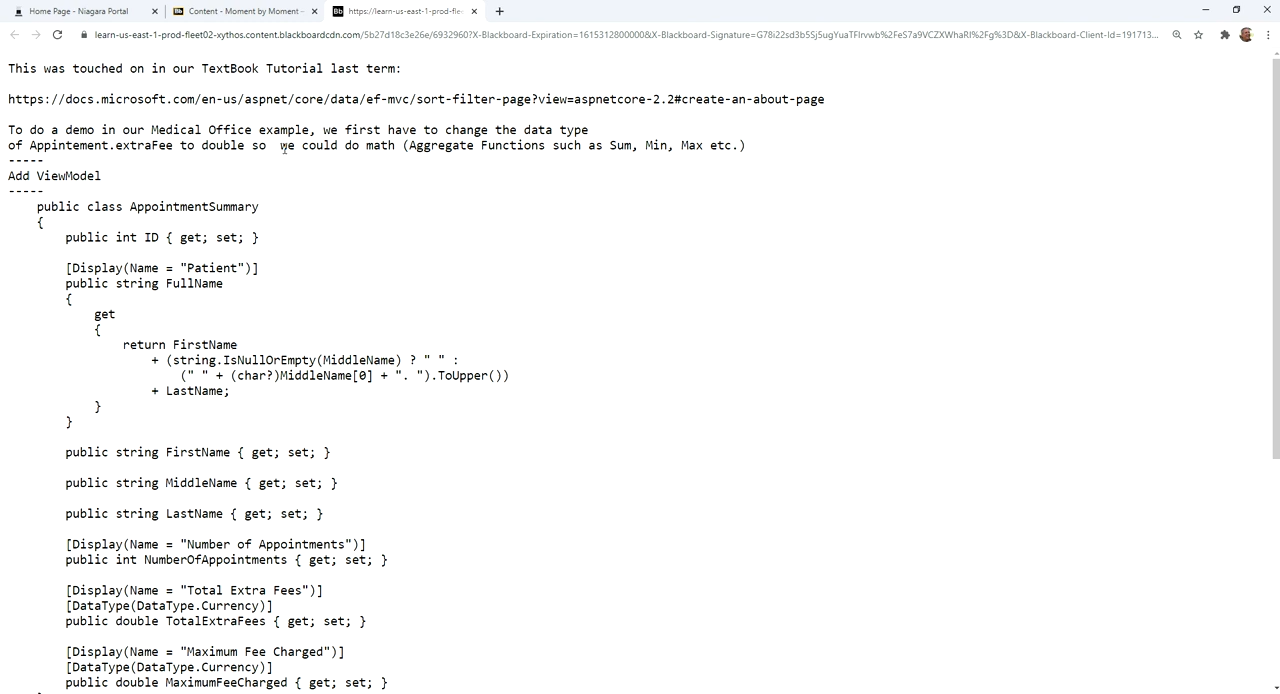 Home Page - Niagara Portal
Content - Moment by Moment -
https://learn-us-east-1-prod-flee
learn-us-east-1-prod-fleet02-xythos.content.blackboardcdn.com/5b27d18c3e26e/6932960?X-Blackboard-Expiration=1615312800000&X-Blackboard-Signature=G78i22sd3b5Sj5ugYuaTFIrvwb%2FeS7a9VCZXWhaRI%2Fg%3D&X-Blackboard-Client-Id=191713...
This was touched on in our TextBook Tutorial last term:
https://docs.microsoft.com/en-us/aspnet/core/data/ef-mvc/sort-filter-page?view=aspnetcore-2.2#create-an-about-page
To do a demo in our Medical Office example, we first have to change the data type
of Appintement.extraFee to double so  we could do math (Aggregate Functions such as Sum, Min, Max etc.)
-----
Add ViewModel
-----
public class AppointmentSummary
{
public int ID { get; set; }
[Display(Name = "Patient")]
public string FullName
{
get
{
return FirstName
+ (string.IsNullOrEmpty(MiddleName) ? " " :
(" " + (char?)MiddleName[0] + ". ").ToUpper())
+ LastName;
}
}
public string FirstName { get; set; }
public string MiddleName { get; set; }
public string LastName { get; set; }
[Display(Name = "Number of Appointments")]
public int NumberOfAppointments { get; set; }
[Display(Name = "Total Extra Fees")]
[DataType(DataType.Currency)]
public double TotalExtraFees { get; set; }
[Display(Name = "Maximum Fee Charged")]
[DataType(DataType.Currency)]
public double MaximumFeeCharged { get; set; }